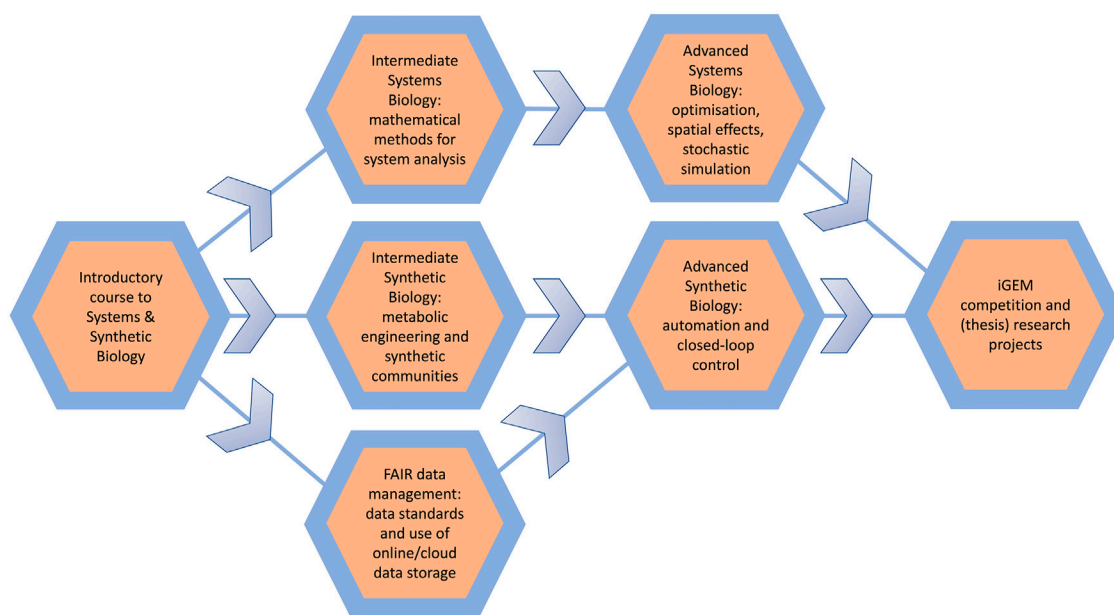 Introductory
course to
Systems &
Synthetic
Biology
Intermediate
Systems
Biology:
mathematical
methods for
system analysis
Advanced
Systems
Biology:
optimisation,
spatial effects,
stochastic
simulation
Intermediate
Synthetic
Biology:
metabolic
engineering and
synthetic
communities
Advanced
Synthetic
Biology:
automation and
closed-loop
control
FAIR data
management:
data standards
and use of
online/cloud
data storage
iGEM
competition and
(thesis) research
projects